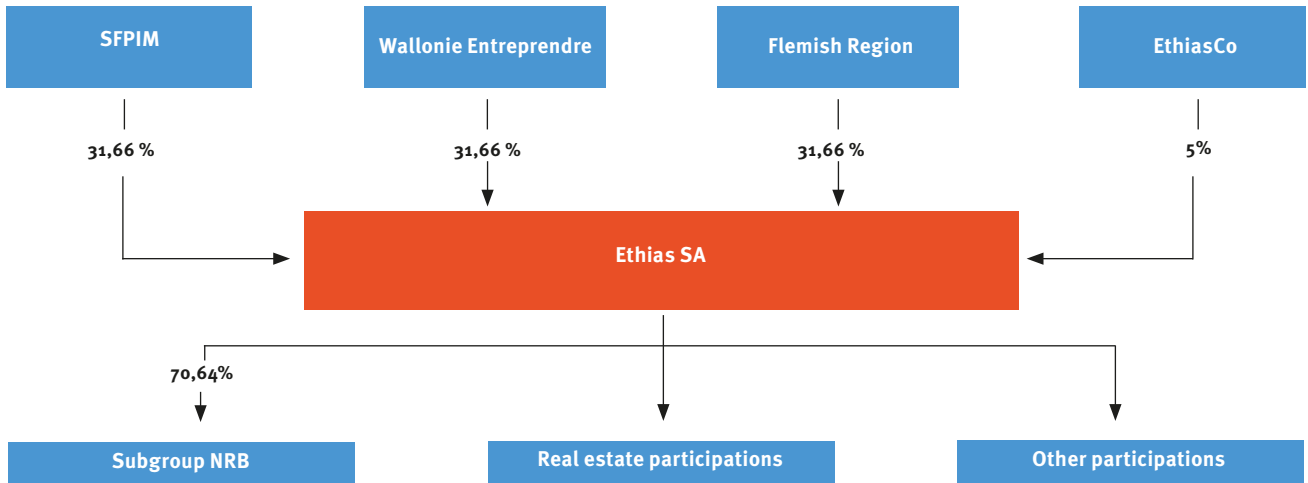 SFPIM
Wallonie Entreprendre
Flemish Region
EthiasCo
31,66 %
31,66 %
31,66 %
5%
Ethias SA
70,64%
Subgroup NRB
Real estate participations
Other participations